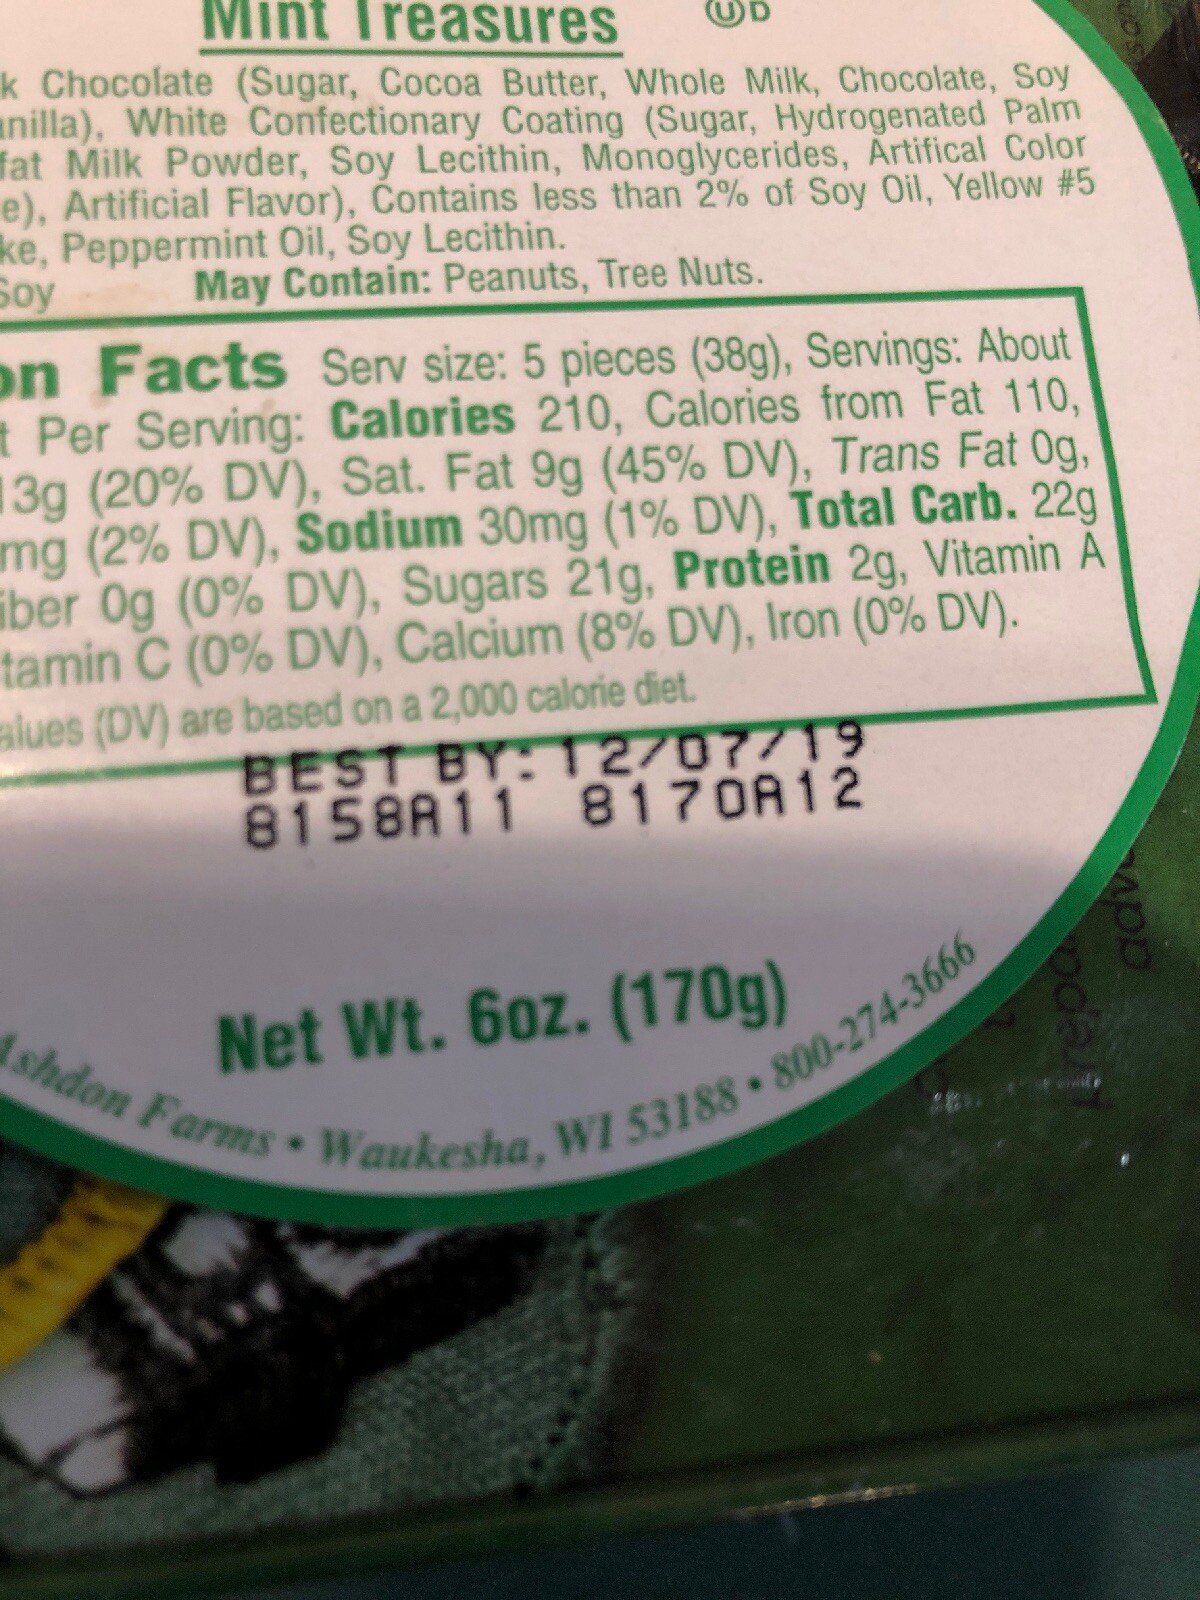 Mint Treasures UD
k Chocolate (Sugar, Cocoa Butter, Whole Milk, Chocolate, Soy
anilla), White Confectionary Coating (Sugar, Hydrogenated Palm
fat Milk Powder, Soy Lecithin, Monoglycerides, Artifical Color
e), Artificial Flavor), Contains less than 2% of Soy Oil, Yellow #5
ke, Peppermint Oil, Soy Lecithin.
Soy May Contain: Peanuts, Tree Nuts.
on Facts Serv size: 5 pieces (38g), Servings: About
t Per Serving: Calories 210, Calories from Fat 110,
13g (20% DV), Sat. Fat 9g (45% DV), Trans Fat 0g,
mg (2% DV), Sodium 30mg (1% DV), Total Carb. 22g
iber 0g (0% DV), Sugars 21g, Protein 2g, Vitamin A
tamin C (0% DV), Calcium (8% DV), Iron (0% DV).
alues (DV) are based on a 2,000 calorie diet.
BEST BY: 12/07/19
8158A11 8170A12
Net Wt. 6oz. (170g)
Ashdon Farms • Waukesha, WI 53188 • 800-274-3666